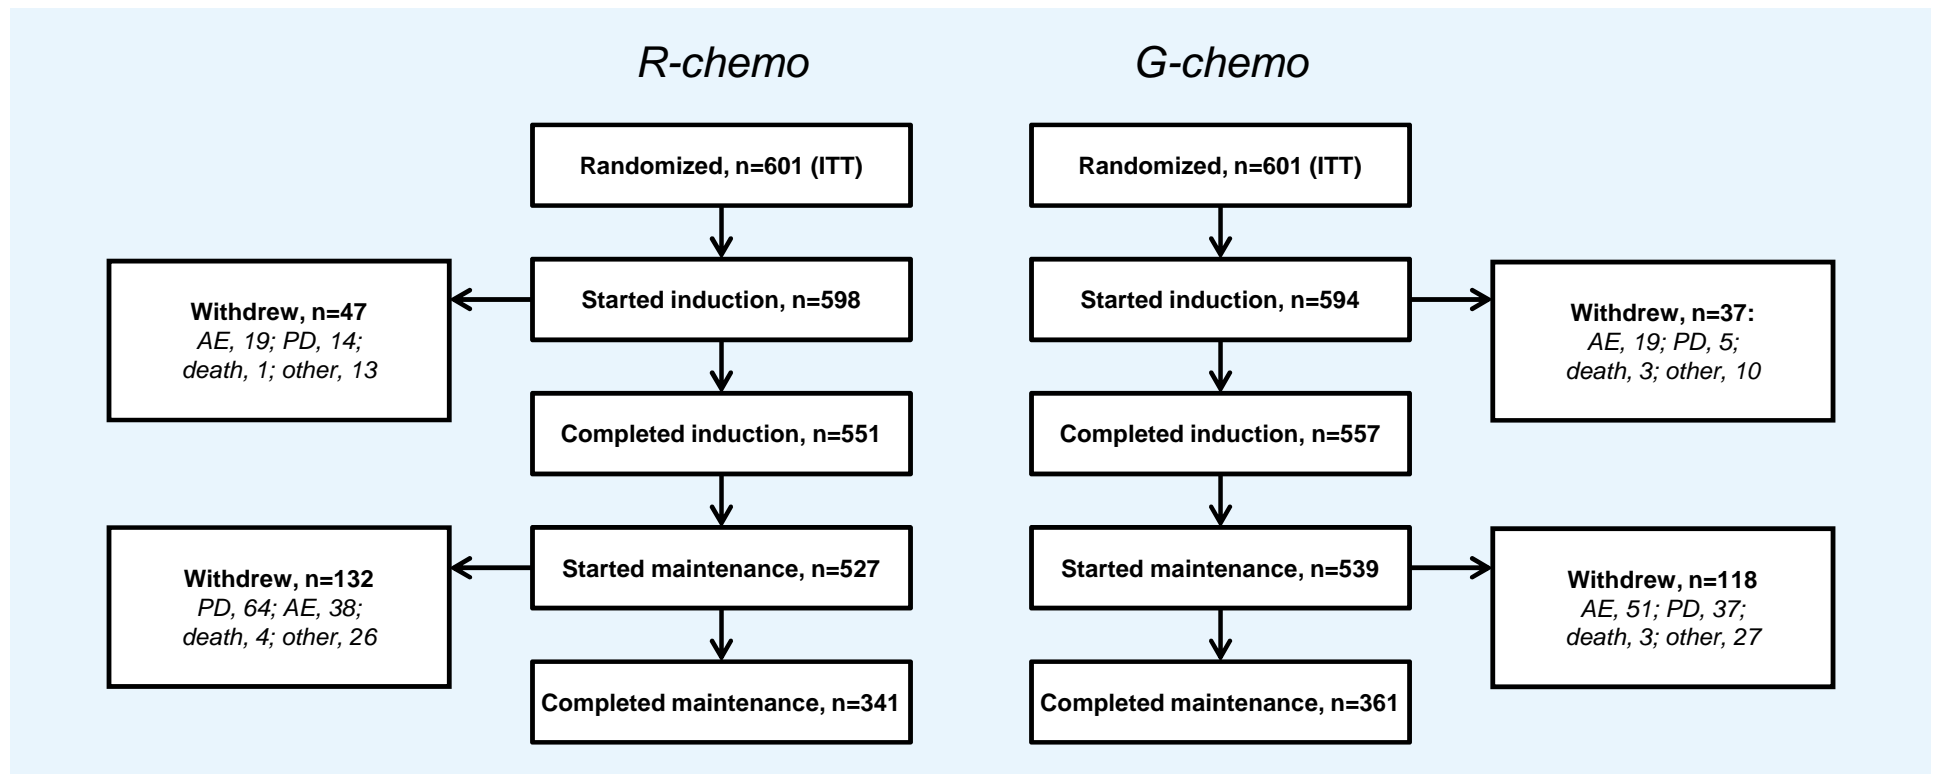 R-chemo
G-chemo
Randomized, n=601 (ITT)
Randomized, n=601 (ITT)
Started induction, n=598
Started induction, n=594
Withdrew, n=47
AE, 19; PD, 14;
death, 1; other, 13
Withdrew, n=37:
AE, 19; PD, 5;
death, 3; other, 10
Completed induction, n=551
Completed induction, n=557
Started maintenance, n=527
Started maintenance, n=539
Withdrew, n=132
PD, 64; AE, 38;
death, 4; other, 26
Withdrew, n=118
AE, 51; PD, 37;
death, 3; other, 27
Completed maintenance, n=341
Completed maintenance, n=361